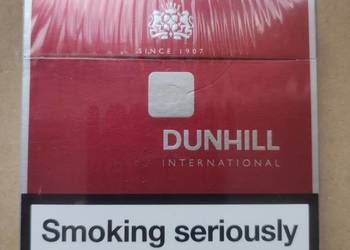 SINCE 1907
DUNHILL
INTERNATIONAL
Smoking seriously